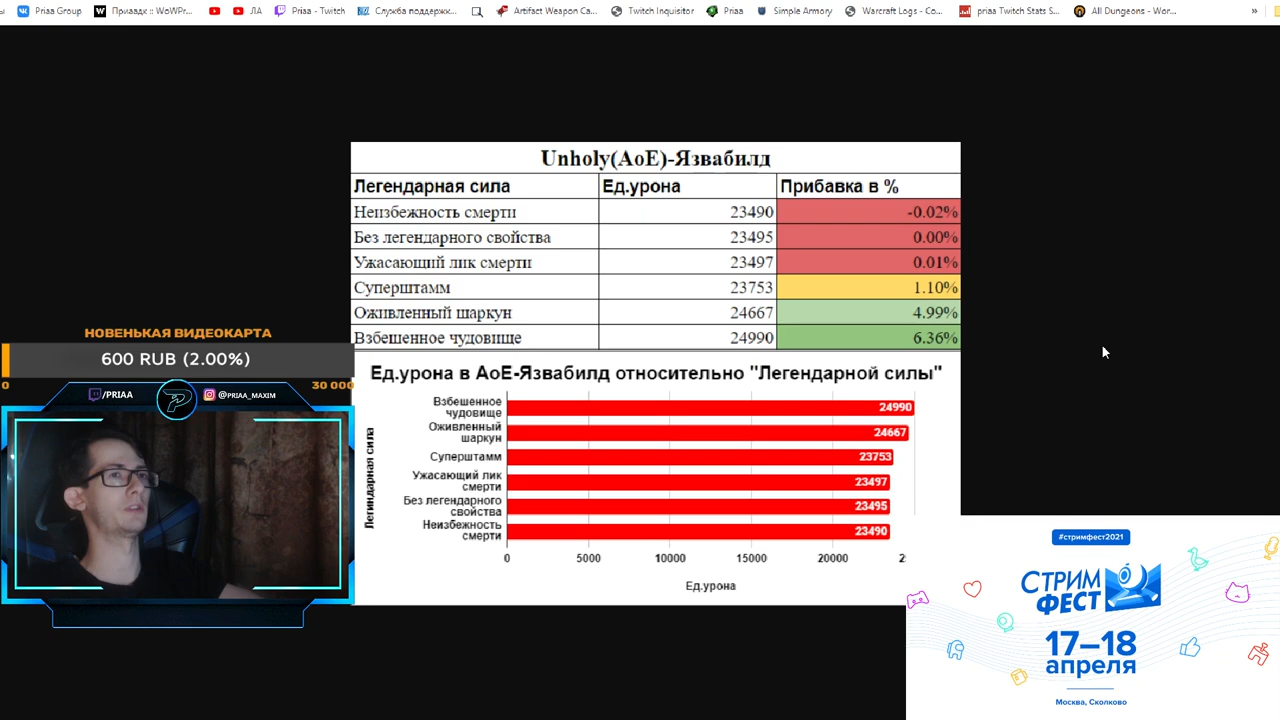 Priaa Group
Приаадк :: WoWPr...
ЛА
Priaa - Twitch
Служба поддержк...
Artifact Weapon Ca...
Twitch Inquisitor
Priaa
Simple Armory
Warcraft Logs - Co...
priaa Twitch Stats S...
All Dungeons - Wor...
»
Unholy(AoE)-Язвабилд
Легендарная сила Ед.урона Прибавка в %
Неизбежность смерти 23490 -0.02%
Без легендарного свойства 23495 0.00%
Ужасающий лик смерти 23497 0.01%
Суперштамм 23753 1.10%
Оживленный шаркун 24667 4.99%
Взбешенное чудовище 24990 6.36%
НОВЕНЬКАЯ ВИДЕОКАРТА
600 RUB (2.00%)
0 30 000
/PRIAA
@PRIAA_MAXIM
Ед.урона в АоЕ-Язвабилд относительно "Легендарной силы"
Легиндарная сила
Взбешенное
чудовище
24990
Оживленный
шаркун
24667
Суперштамм
23753
Ужасающий лик
смерти
23497
Без легендарного
свойства
23495
Неизбежность
смерти
23490
0 5000 10000 15000 20000 2
Ед.урона
#стримфест2021
СТРИМ
ФЕСТ
17–18
апреля
Москва, Сколково